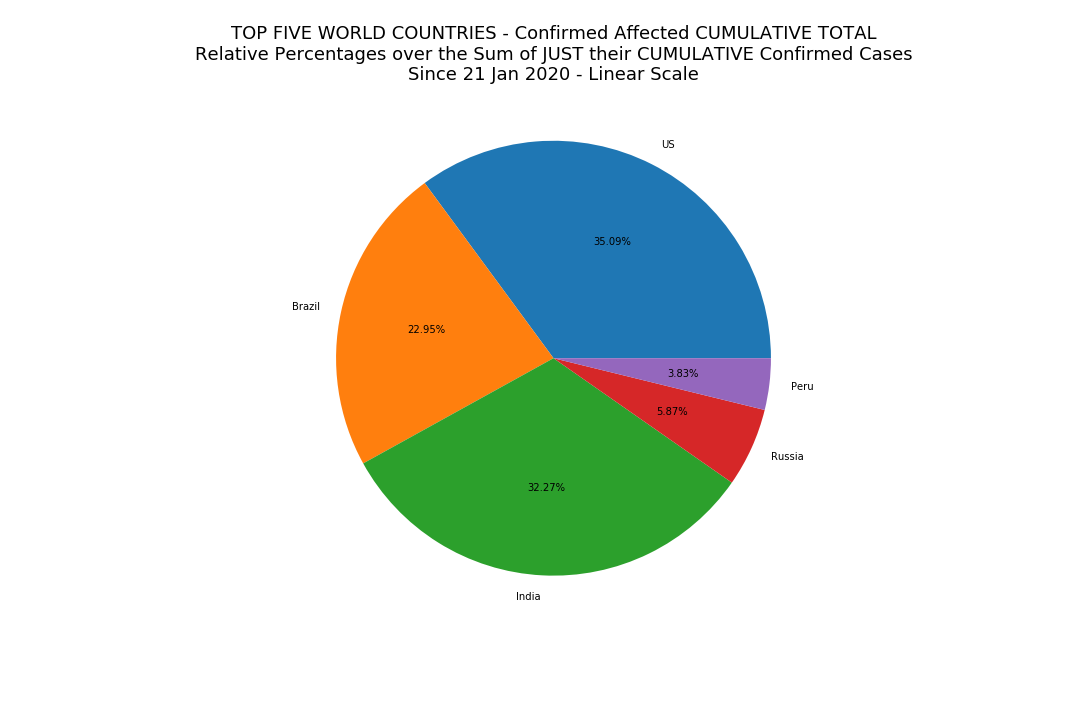 TOP FIVE WORLD COUNTRIES - Confirmed Affected CUMULATIVE TOTAL
Relative Percentages over the Sum of JUST their CUMULATIVE Confirmed Cases
Since 21 Jan 2020 - Linear Scale
US
35.09%
Brazil
22.95%
3.83%
Peru
5.87%
Russia
32.27%
India